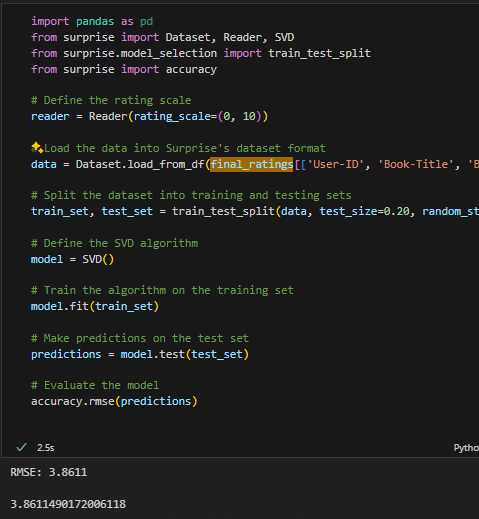 import pandas as pd
from surprise import Dataset, Reader, SVD
from surprise.model_selection import train_test_split
from surprise import accuracy
# Define the rating scale
reader = Reader(rating_scale=(0, 10))
Load the data into Surprise's dataset format
data = Dataset.load_from_df(final_ratings[['User-ID', 'Book-Title', 'B
# Split the dataset into training and testing sets
train_set, test_set = train_test_split(data, test_size=0.20, random_st
# Define the SVD algorithm
model = SVD()
# Train the algorithm on the training set
model.fit(train_set)
# Make predictions on the test set
predictions = model.test(test_set)
# Evaluate the model
accuracy.rmse(predictions)
✓ 2.5s Pytho
RMSE: 3.8611
3.8611490172006118